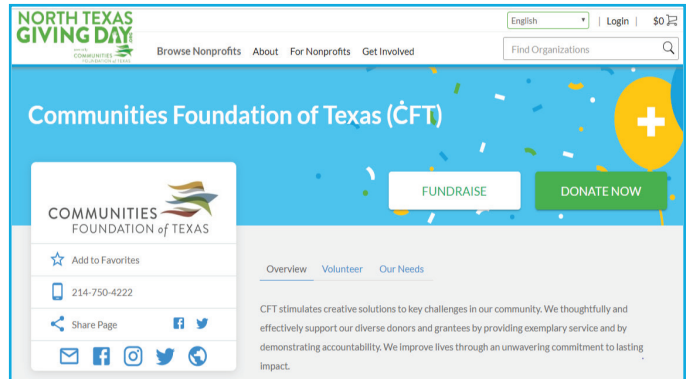 NORTH TEXAS
GIVING DAY
COMMUNITIES
FOUNDATION of TEXAS
English
Login
$0
Browse Nonprofits About For Nonprofits Get Involved
Find Organizations
Communities Foundation of Texas (CFT)
FUNDRAISE
DONATE NOW
COMMUNITIES
FOUNDATION of TEXAS
Add to Favorites
214-750-4222
Share Page
Overview Volunteer Our Needs
CFT stimulates creative solutions to key challenges in our community. We thoughtfully and
effectively support our diverse donors and grantees by providing exemplary service and by
demonstrating accountability. We improve lives through an unwavering commitment to lasting
impact.